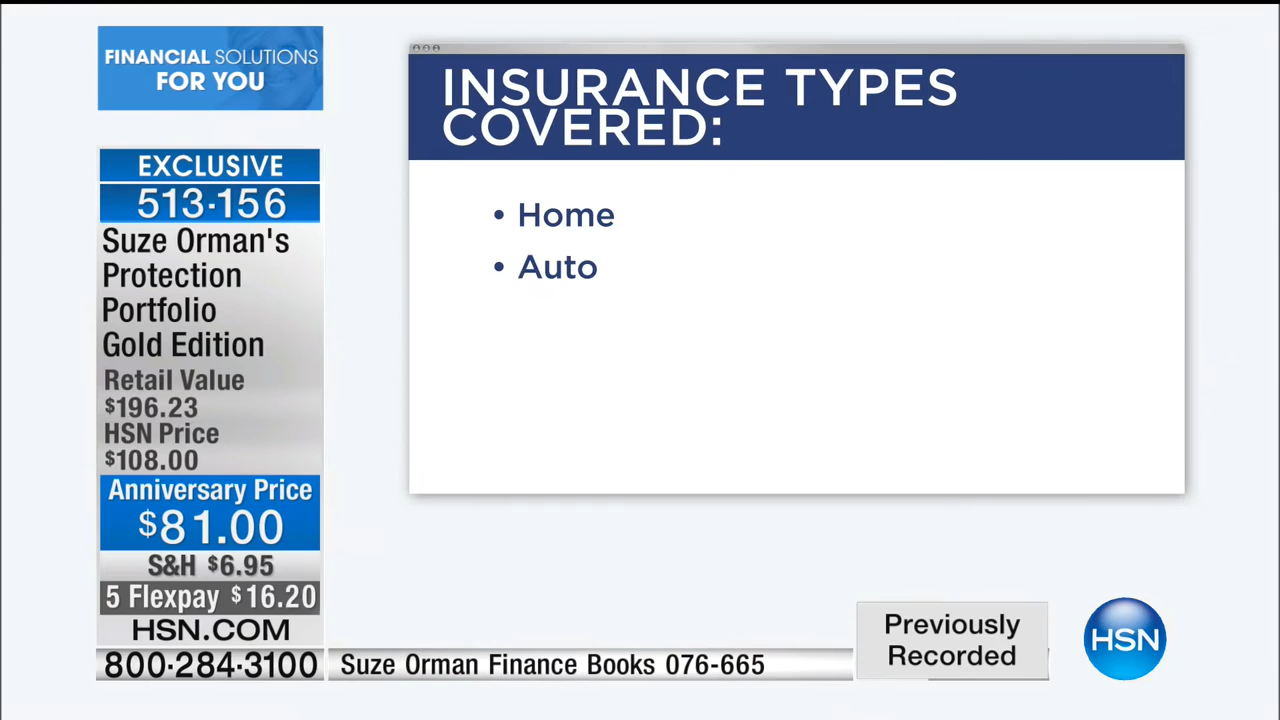 FINANCIAL SOLUTIONS
FOR YOU
EXCLUSIVE
513-156
Suze Orman's
Protection
Portfolio
Gold Edition
Retail Value
$196.23
HSN Price
$108.00
Anniversary Price
$81.00
S&H $6.95
5 Flexpay $16.20
HSN.COM
800-284-3100
INSURANCE TYPES
COVERED:
• Home
• Auto
Suze Orman Finance Books 076-665
Previously
Recorded
HSN